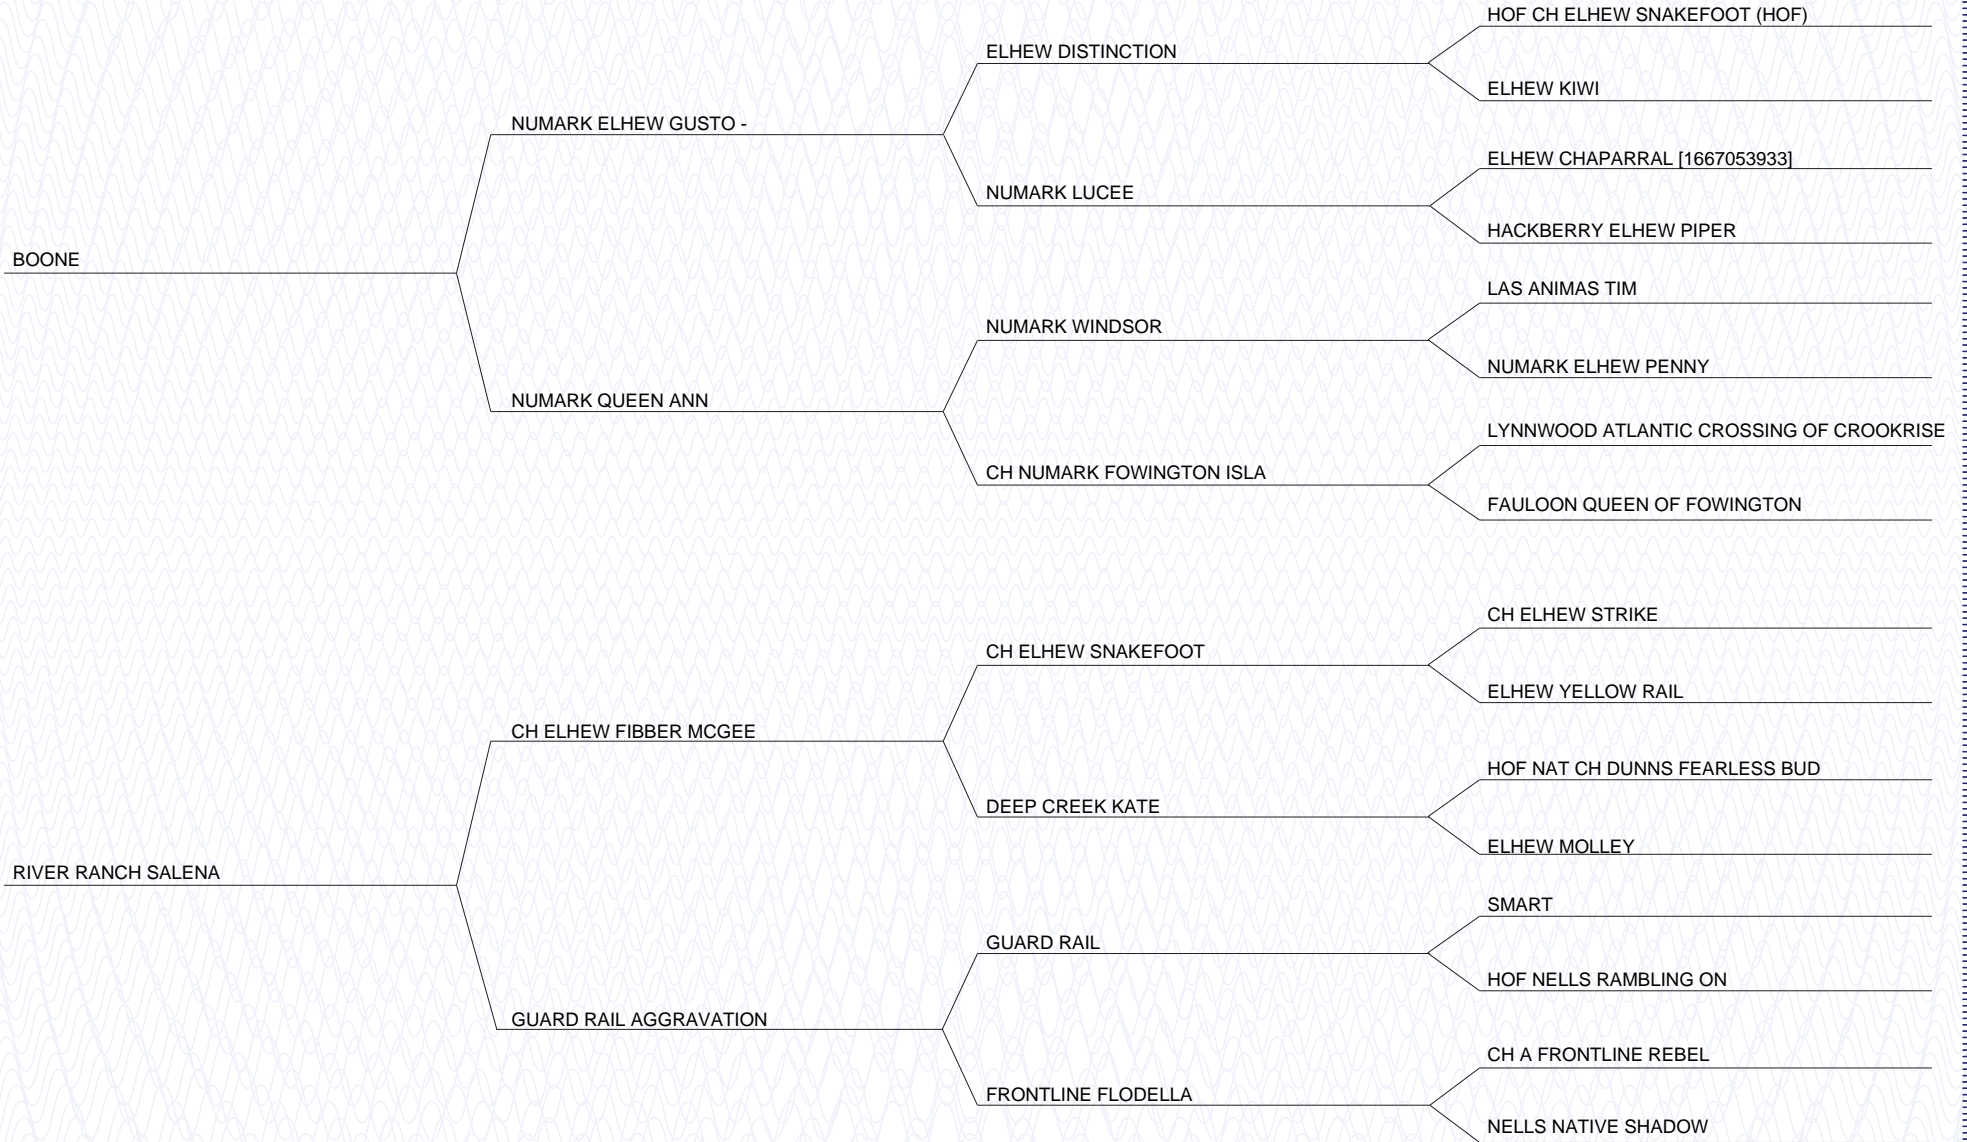 HOF CH ELHEW SNAKEFOOT (HOF)
ELHEW DISTINCTION
ELHEW KIWI
NUMARK ELHEW GUSTO -
ELHEW CHAPARRAL [1667053933]
NUMARK LUCEE
HACKBERRY ELHEW PIPER
BOONE
LAS ANIMAS TIM
NUMARK WINDSOR
NUMARK ELHEW PENNY
NUMARK QUEEN ANN
LYNNWOOD ATLANTIC CROSSING OF CROOKRISE
CH NUMARK FOWINGTON ISLA
FAULOON QUEEN OF FOWINGTON
CH ELHEW STRIKE
CH ELHEW SNAKEFOOT
ELHEW YELLOW RAIL
CH ELHEW FIBBER MCGEE
HOF NAT CH DUNNS FEARLESS BUD
DEEP CREEK KATE
ELHEW MOLLEY
RIVER RANCH SALENA
SMART
GUARD RAIL
HOF NELLS RAMBLING ON
GUARD RAIL AGGRAVATION
CH A FRONTLINE REBEL
FRONTLINE FLODELLA
NELLS NATIVE SHADOW